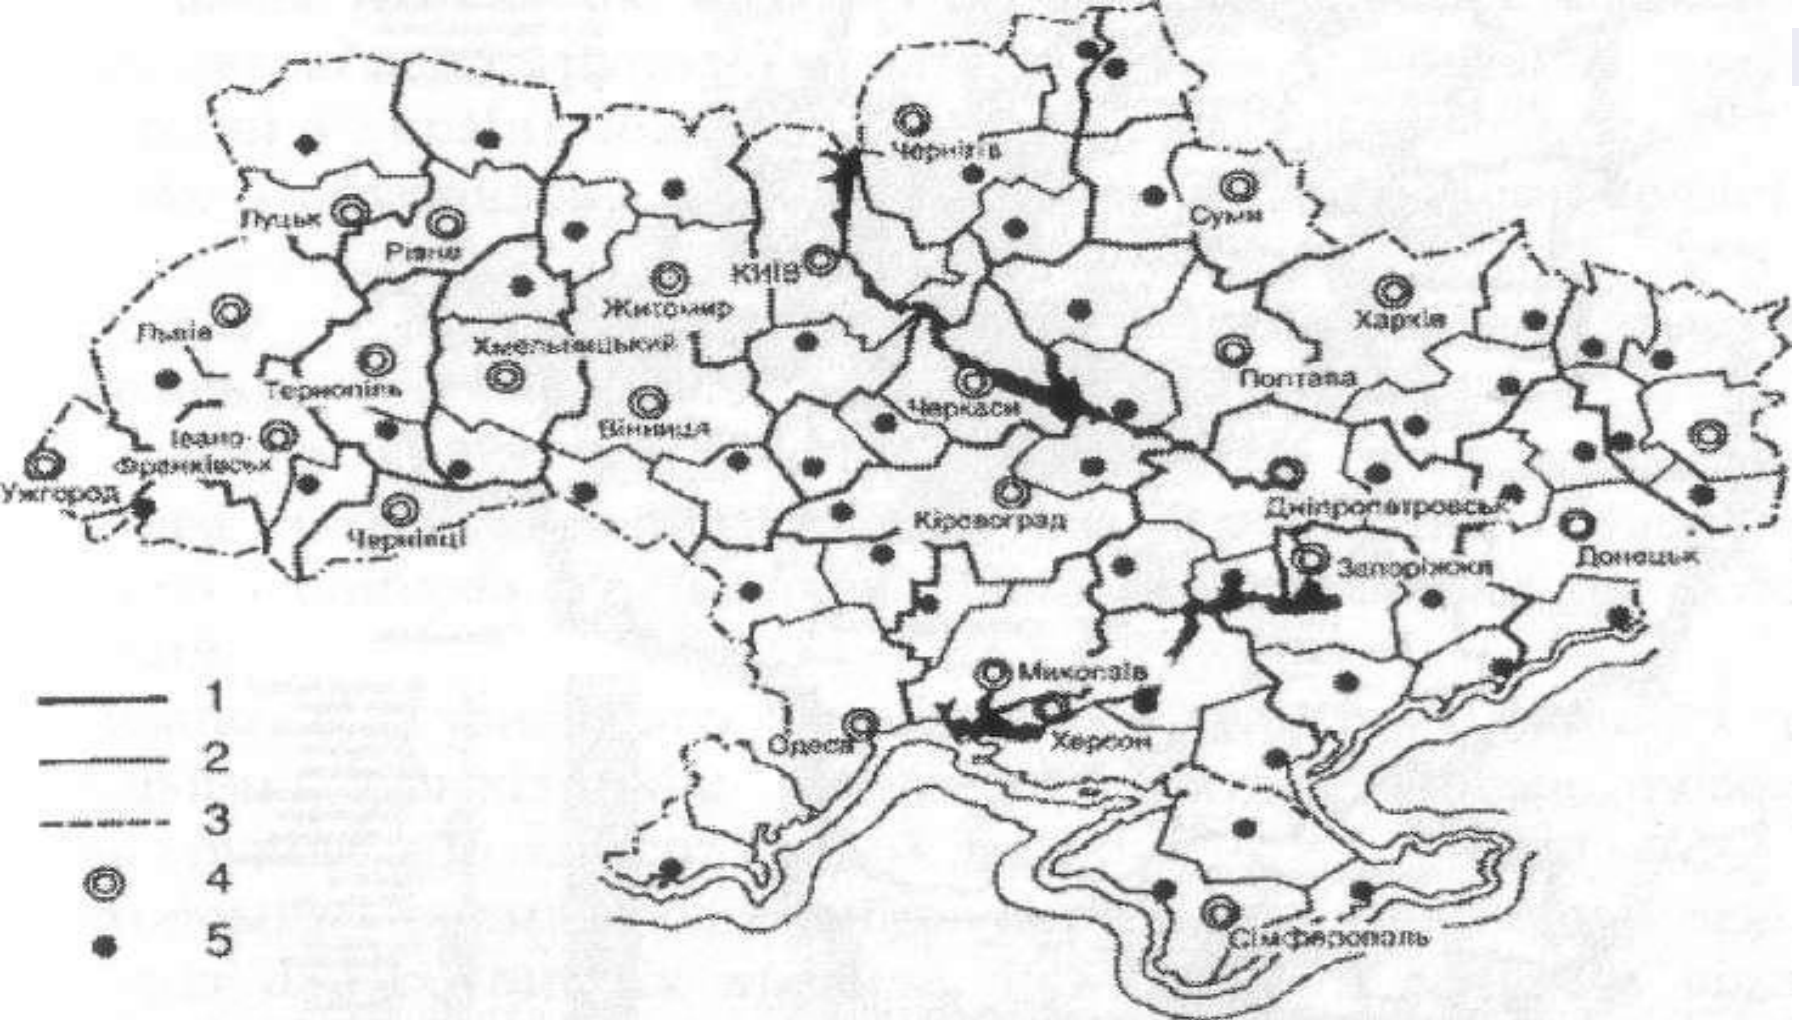 Чернігів
Суми
Луцьк
Рівне
КИЇВ
Житомир
Львів
Харків
Хмельницький
Тернопіль
Полтава
Черкаси
Вінниця
Івано-
Франківськ
Ужгород
Чернівці
Кіровоград
Дніпропетровськ
Запоріжжя
Донецьк
Миколаїв
Одеса
Херсон
Сімферополь
1
2
3
4
5